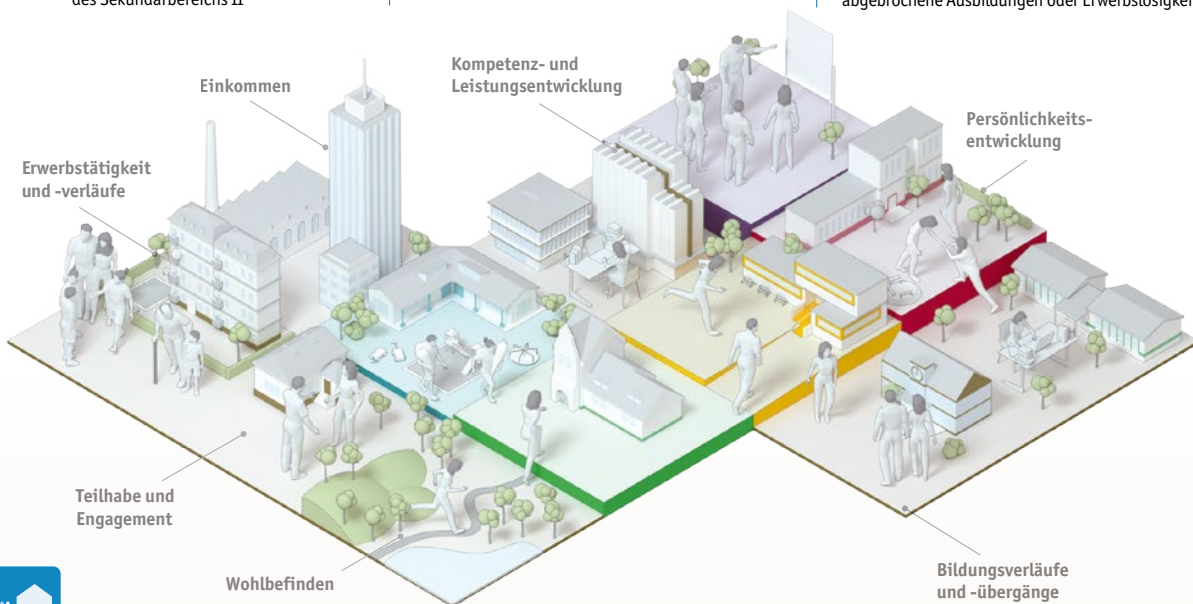 des Sekundarbereichs II
abgebrochene Ausbildungen oder Erwerbslosigkeit
Einkommen
Kompetenz- und
Leistungsentwicklung
Persönlichkeits-
entwicklung
Erwerbstätigkeit
und -verläufe
Teilhabe und
Engagement
Wohlbefinden
Bildungsverläufe
und -übergänge